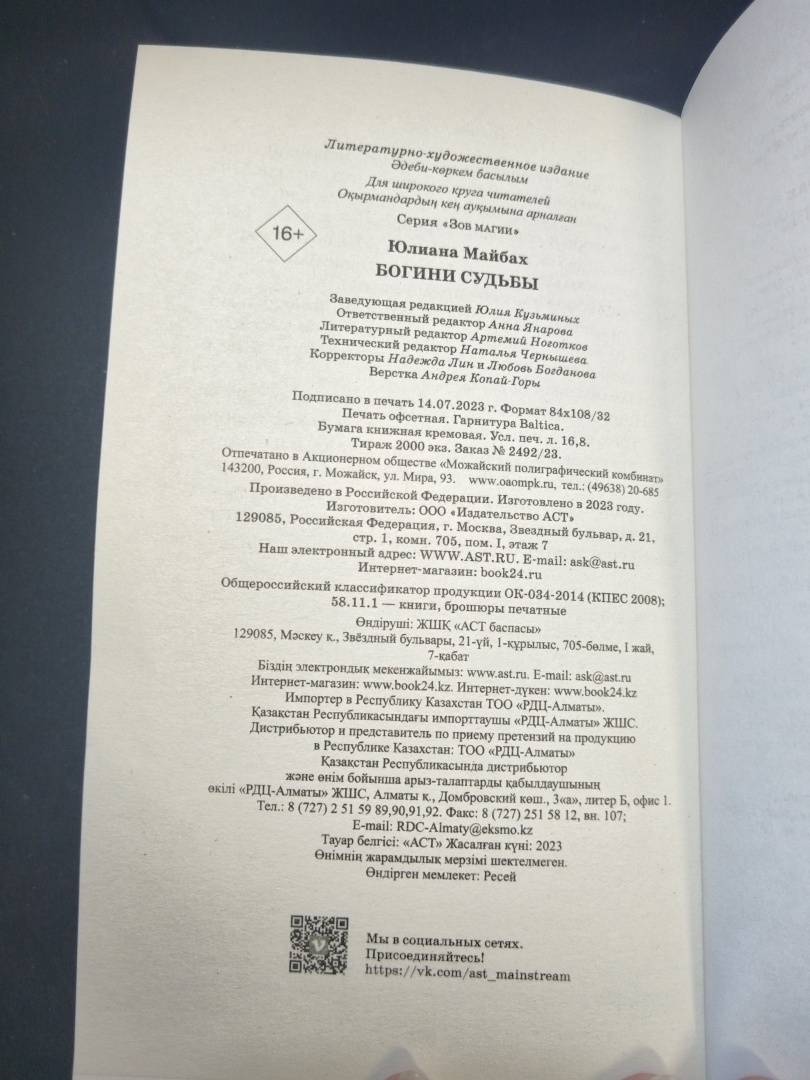 Литературно-художественное издание
Әдеби-көркем басылым
Для широкого круга читателей
Оқырмандардың кең ауқымына арналған
Серия «Зов магии»
16+
Юлиана Майбах
БОГИНИ СУДЬБЫ
Заведующая редакцией Юлия Кузьминых
Ответственный редактор Анна Янарова
Литературный редактор Артемий Ноготков
Технический редактор Наталья Чернышева
Корректоры Надежда Лин и Любовь Богданова
Верстка Андрея Копай-Горы
Подписано в печать 14.07.2023 г. Формат 84x108/32
Печать офсетная. Гарнитура Baltica.
Бумага книжная кремовая. Усл. печ. л. 16,8.
Тираж 2000 экз. Заказ № 2492/23.
Отпечатано в Акционерном обществе «Можайский полиграфический комбинат»
143200, Россия, г. Можайск, ул. Мира, 93. www.oaompk.ru, тел.: (49638) 20-685
Произведено в Российской Федерации. Изготовлено в 2023 году.
Изготовитель: ООО «Издательство АСТ»
129085, Российская Федерация, г. Москва, Звездный бульвар, д. 21,
стр. 1, комн. 705, пом. I, этаж 7
Наш электронный адрес: WWW.AST.RU. E-mail: ask@ast.ru
Интернет-магазин: book24.ru
Общероссийский классификатор продукции ОК-034-2014 (КПЕС 2008);
58.11.1 — книги, брошюры печатные
Өндіруші: ЖШҚ «АСТ баспасы»
129085, Мәскеу қ., Звёздный бульвары, 21-үй, 1-құрылыс, 705-бөлме, I жай,
7-қабат
Біздің электрондық мекенжайымыз: www.ast.ru. E-mail: ask@ast.ru
Интернет-магазин: www.book24.kz. Интернет-дүкен: www.book24.kz
Импортер в Республику Казахстан ТОО «РДЦ-Алматы».
Қазақстан Республикасындағы импорттаушы «РДЦ-Алматы» ЖШС.
Дистрибьютор и представитель по приему претензий на продукцию
в Республике Казахстан: ТОО «РДЦ-Алматы»
Қазақстан Республикасында дистрибьютор
және өнім бойынша арыз-талаптарды қабылдаушының
өкілі «РДЦ-Алматы» ЖШС, Алматы қ., Домбровский көш., 3«а», литер Б, офис 1.
Тел.: 8 (727) 2 51 59 89,90,91,92. Факс: 8 (727) 251 58 12, вн. 107;
E-mail: RDC-Almaty@eksmo.kz
Тауар белгісі: «АСТ» Жасалған күні: 2023
Өнімнің жарамдылық мерзімі шектелмеген.
Өндірген мемлекет: Ресей
Мы в социальных сетях.
Присоединяйтесь!
https://vk.com/ast_mainstream